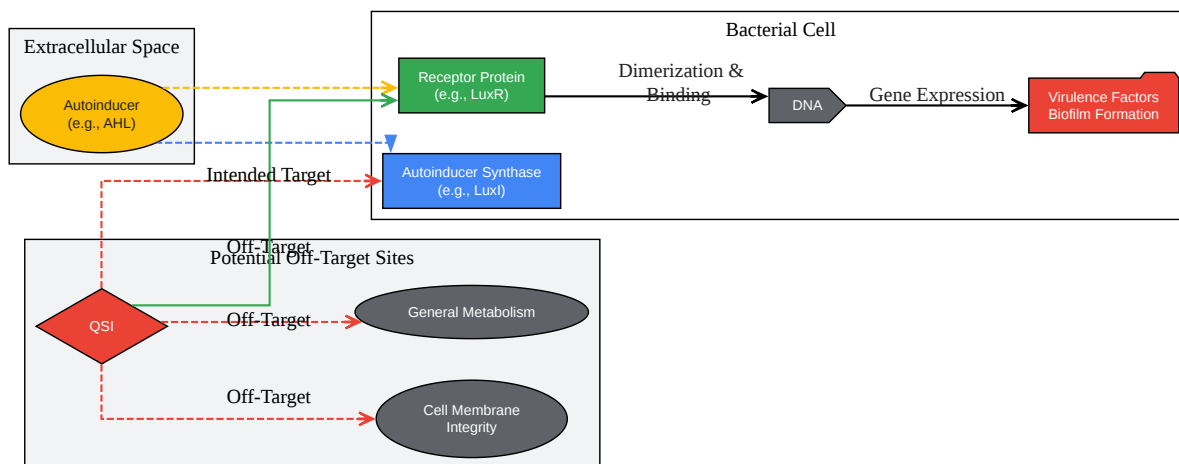 Bacterial Cell
Extracellular Space
Autoinducer
(e.g., AHL)
Receptor Protein
(e.g., LuxR)
Dimerization &
Binding
DNA
Gene Expression
Virulence Factors
Biofilm Formation
Autoinducer Synthase
(e.g., LuxI)
Intended Target
Off-Target
Potential Off-Target Sites
QSI
Off-Target
General Metabolism
Off-Target
Cell Membrane
Integrity